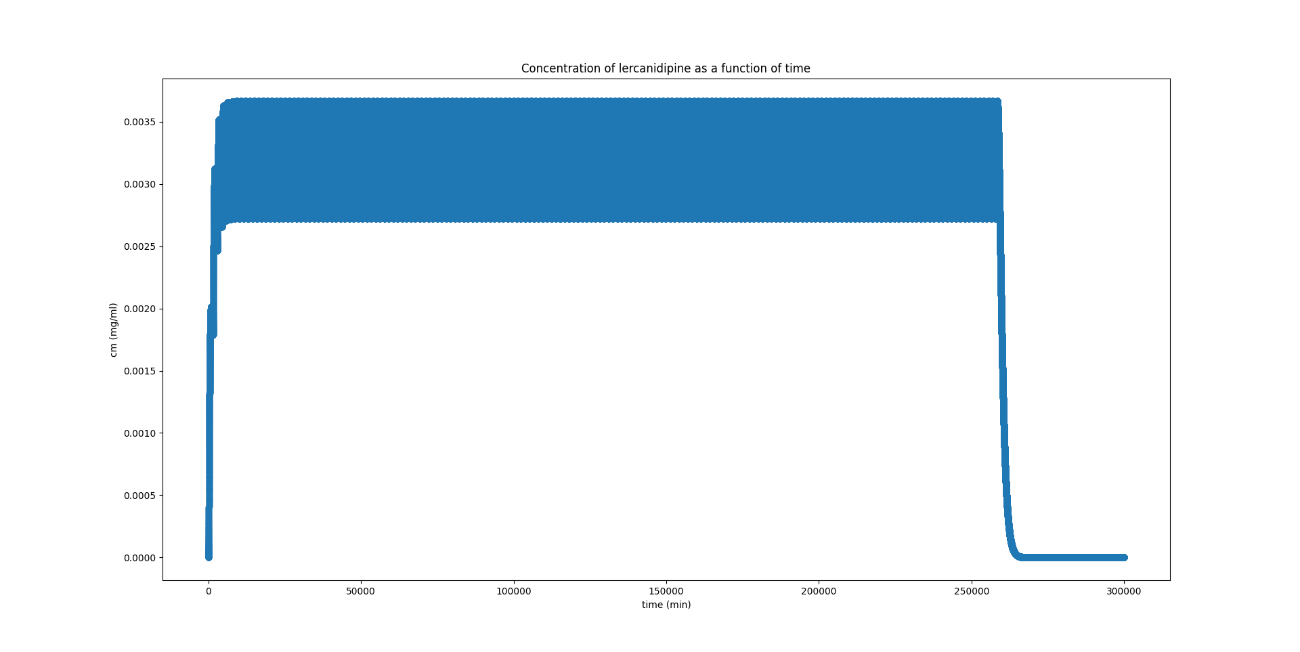 Concentration of lercanidipine as a function of time
0.0035
0.0030
0.0025
0.0020
0.0015
0.0010
0.0005
0.0000
cm (mg/ml)
0 50000 100000 150000 200000 250000 300000
time (min)